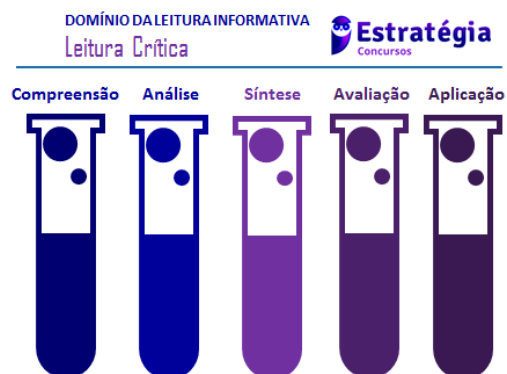 DOMÍNIO DA LEITURA INFORMATIVA
Leitura Crítica
Estratégia
Concursos
Compreensão Análise Síntese Avaliação Aplicação